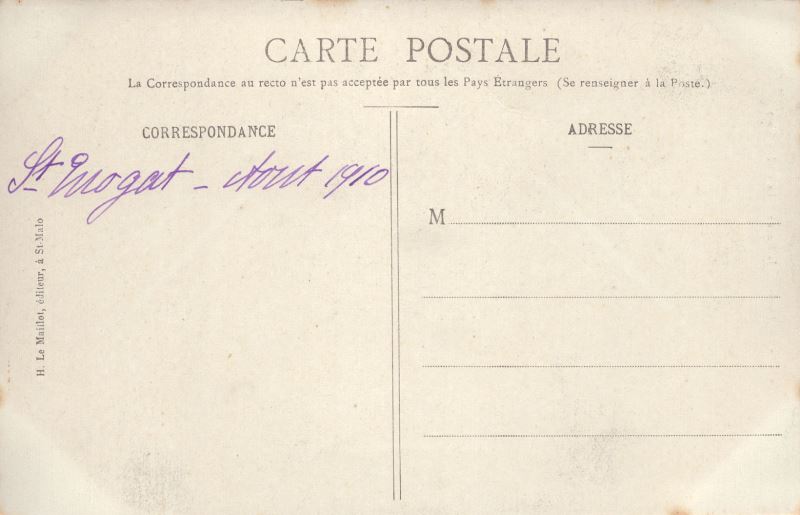 CARTE POSTALE
La Correspondance au recto n'est pas acceptée par tous les Pays Étrangers (Se renseigner à la Poste.)
CORRESPONDANCE
St Enogat - Aout 1910
H. Le Maillot, éditeur, à St-Malo
ADRESSE
M